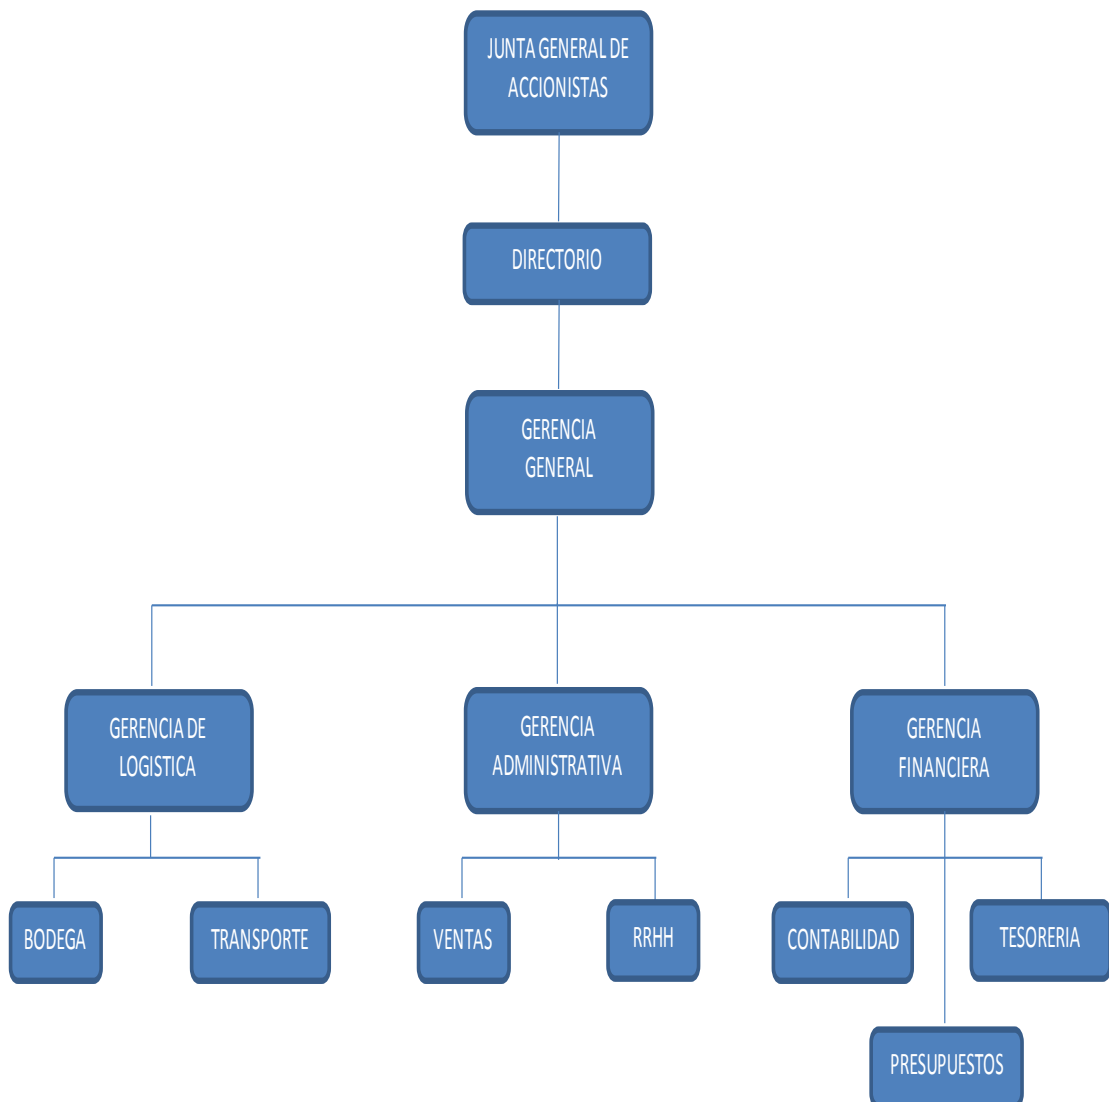 JUNTA GENERAL DE
ACCIONISTAS
DIRECTORIO
GERENCIA
GENERAL
GERENCIA DE
LOGISTICA
GERENCIA
ADMINISTRATIVA
GERENCIA
FINANCIERA
BODEGA
TRANSPORTE
VENTAS
RRHH
CONTABILIDAD
TESORERIA
PRESUPUESTOS